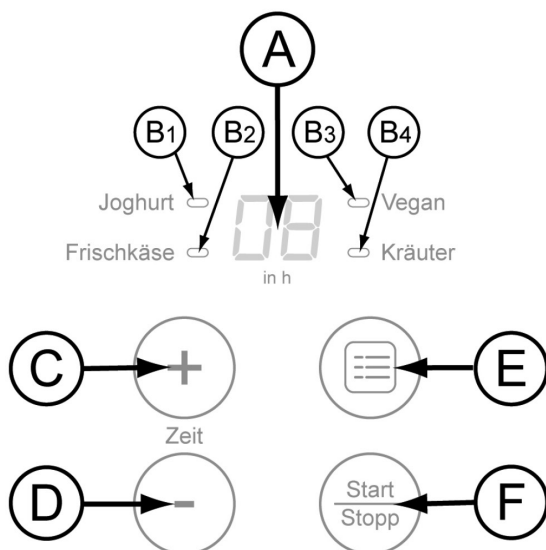 A
B1 B2 B3 B4
Joghurt 08 Vegan
Frischkäse Kräuter
in h
C + E
Zeit
D - Start F
Stopp